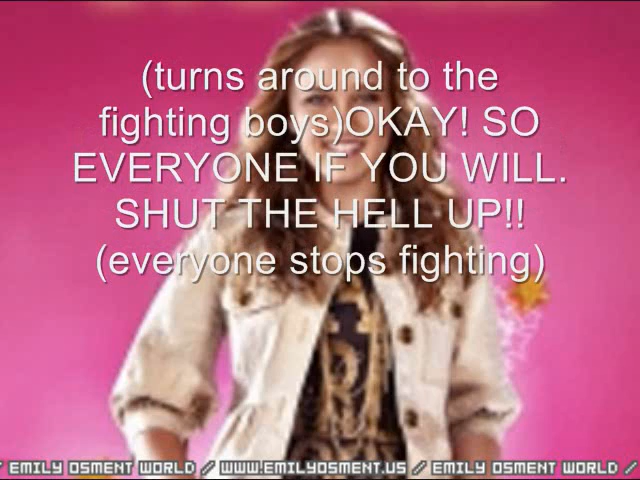 (turns around to the
fighting boys)OKAY! SO
EVERYONE IF YOU WILL.
SHUT THE HELL UP!!
(everyone stops fighting)
/ EMILY OSMENT WORLD // WWW.EMILYOSMENT.US // EMILY OSMENT WORLD /